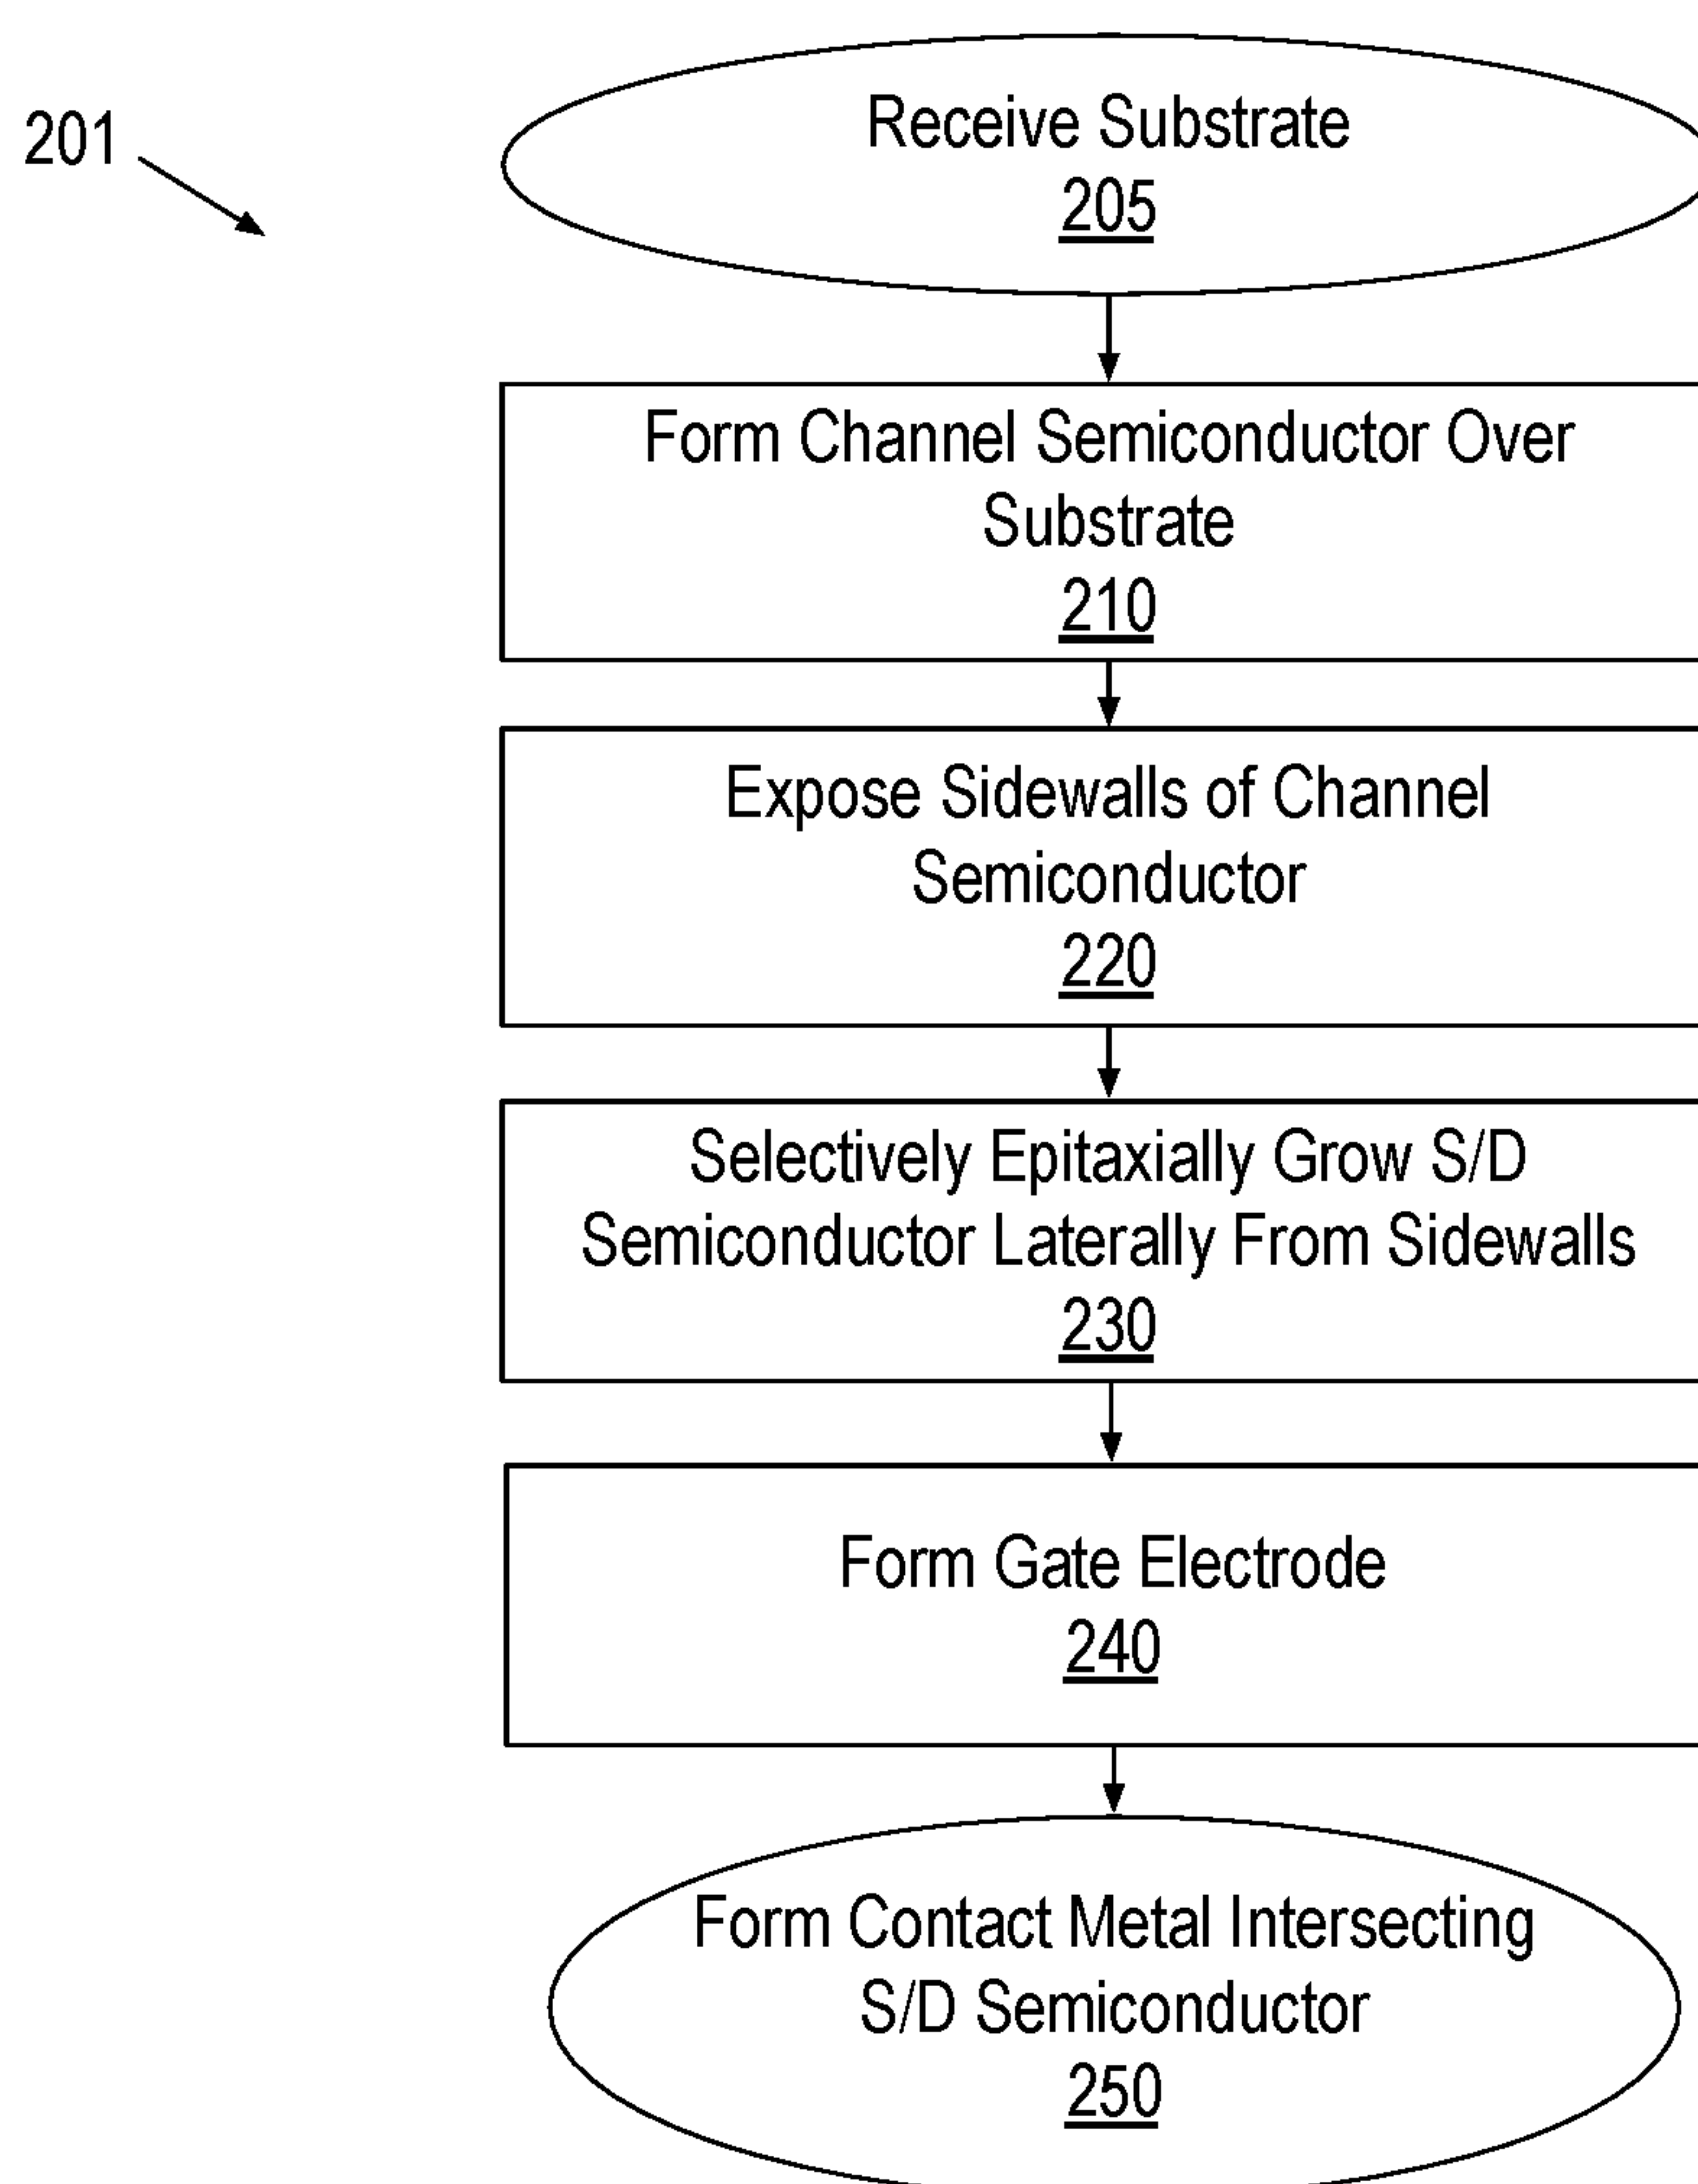 201
Receive Substrate
205
Form Channel Semiconductor Over
Substrate
210
Expose Sidewalls of Channel
Semiconductor
220
Selectively Epitaxially Grow S/D
Semiconductor Laterally From Sidewalls
230
Form Gate Electrode
240
Form Contact Metal Intersecting
S/D Semiconductor
250